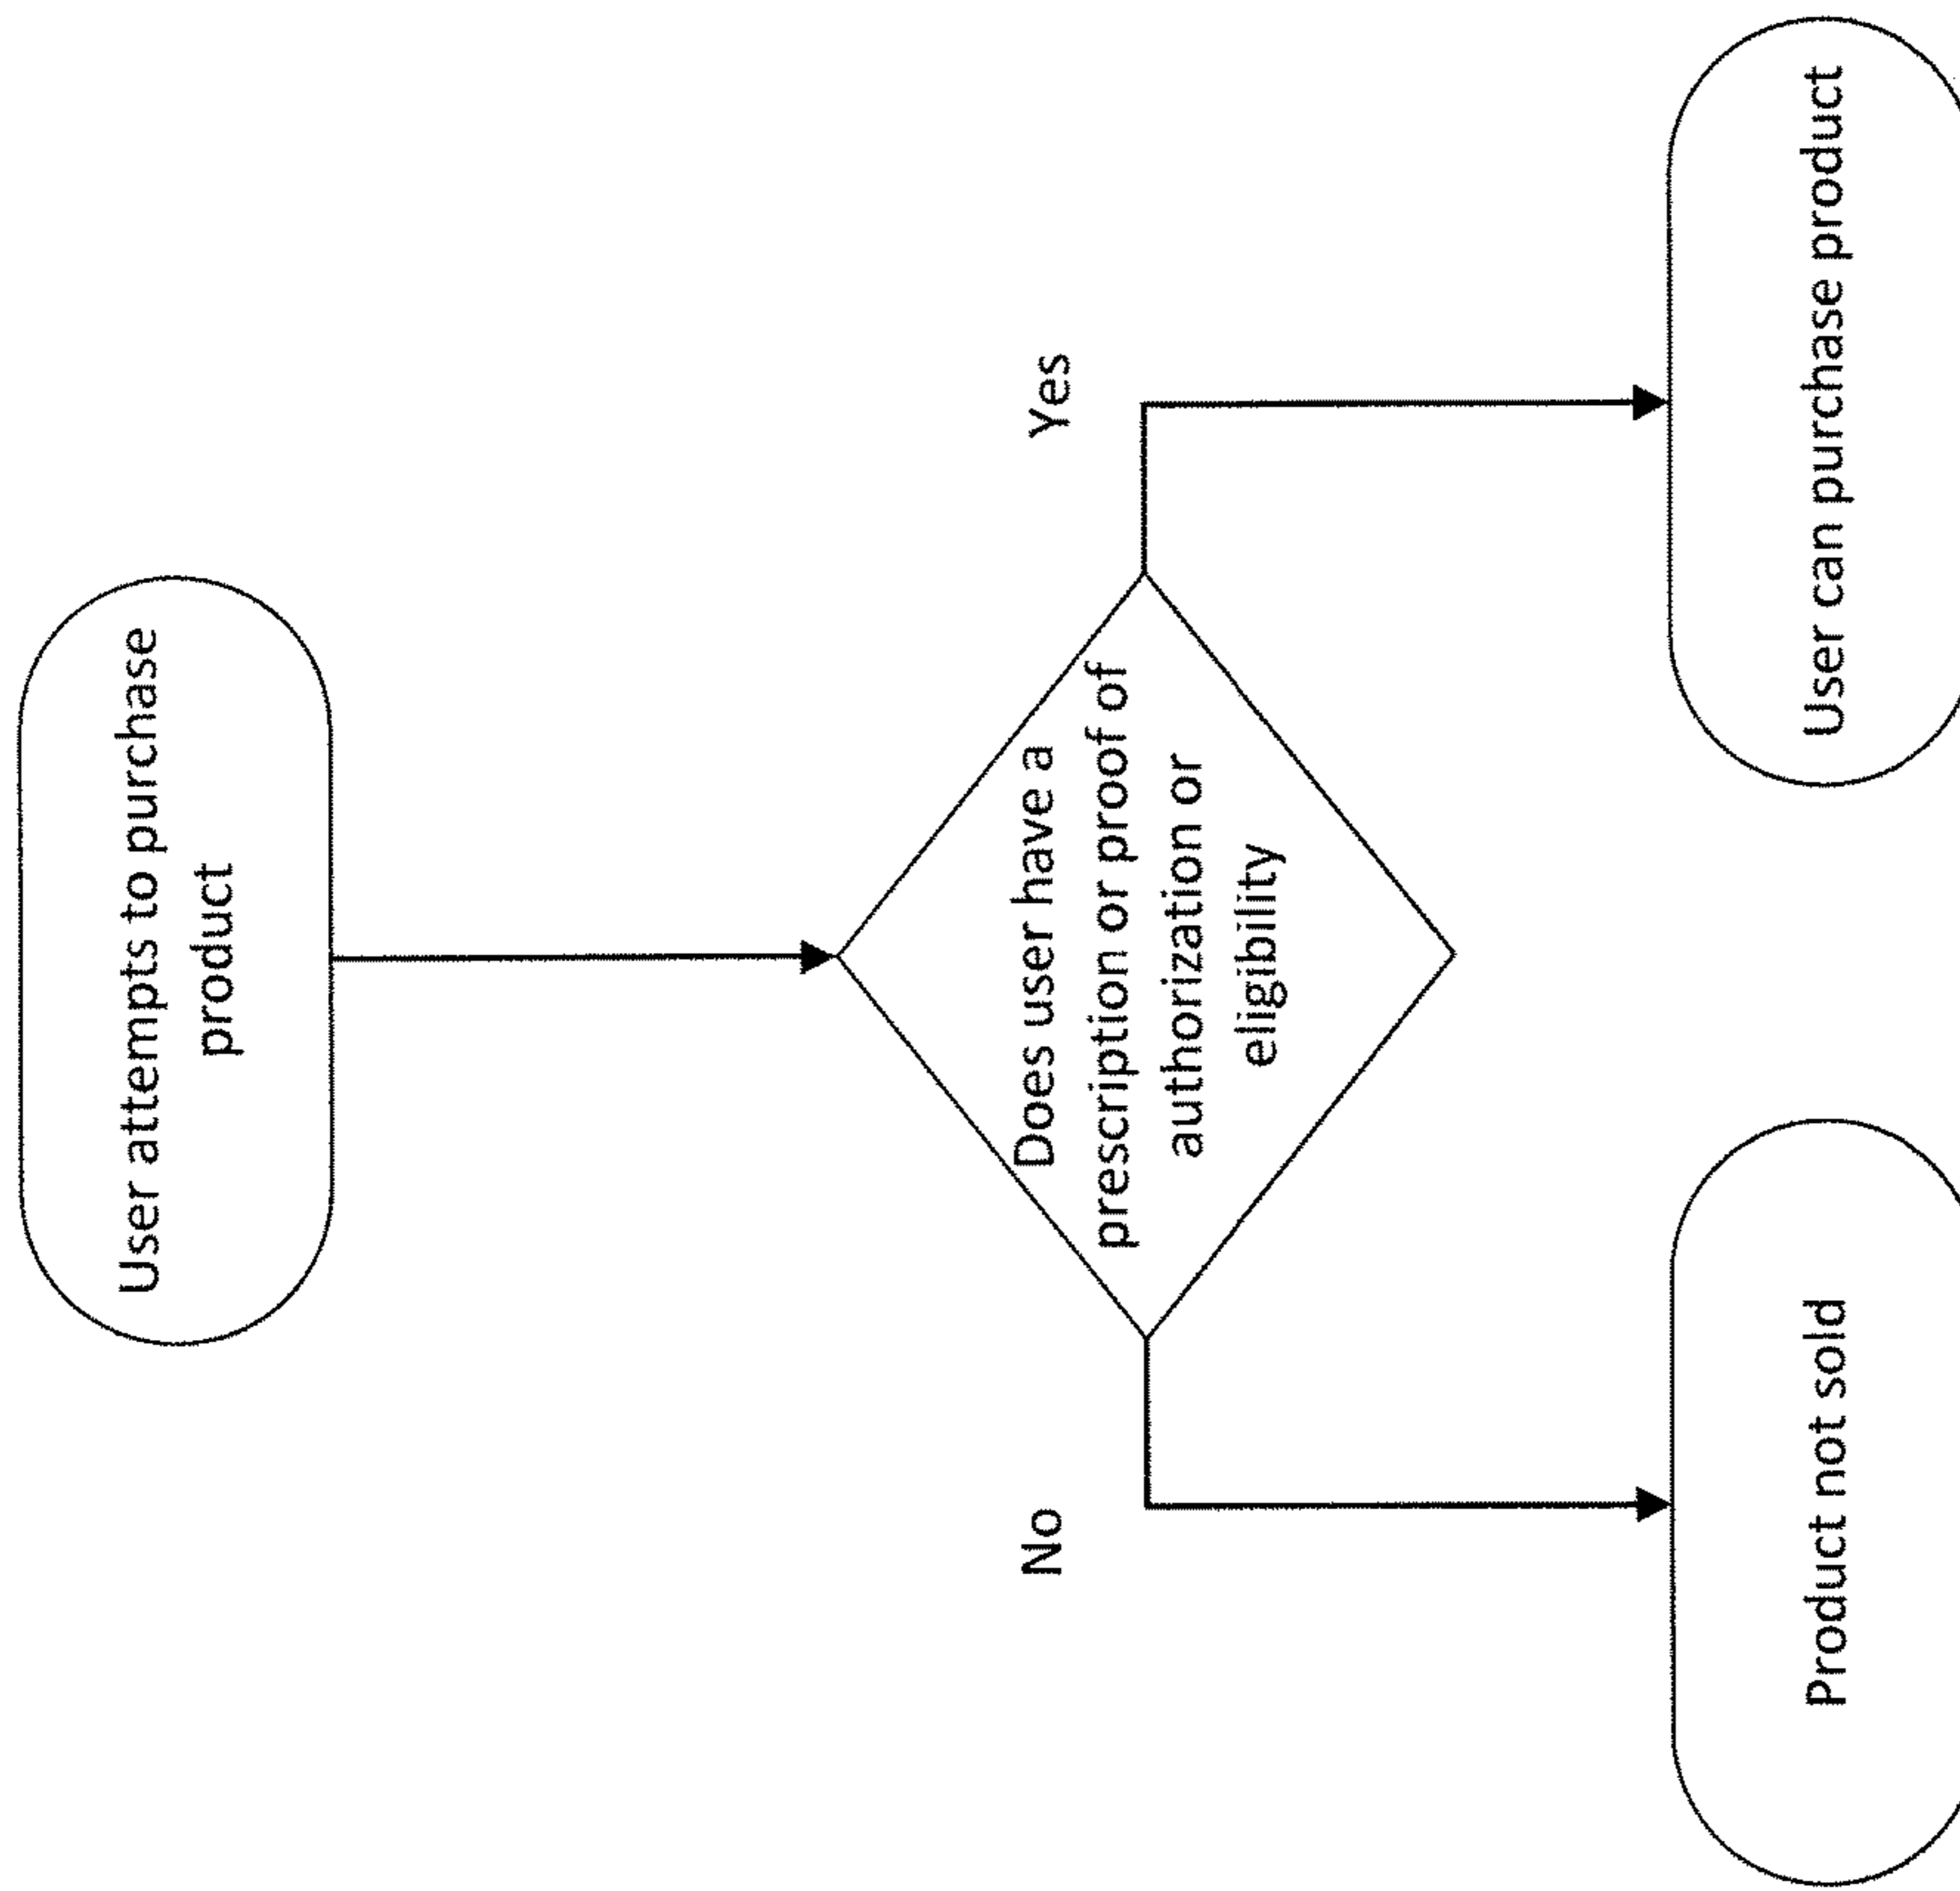 User attempts to purchase
product
Does user have a
prescription or proof of
authorization or
eligibility
No
Yes
Product not sold
User can purchase product